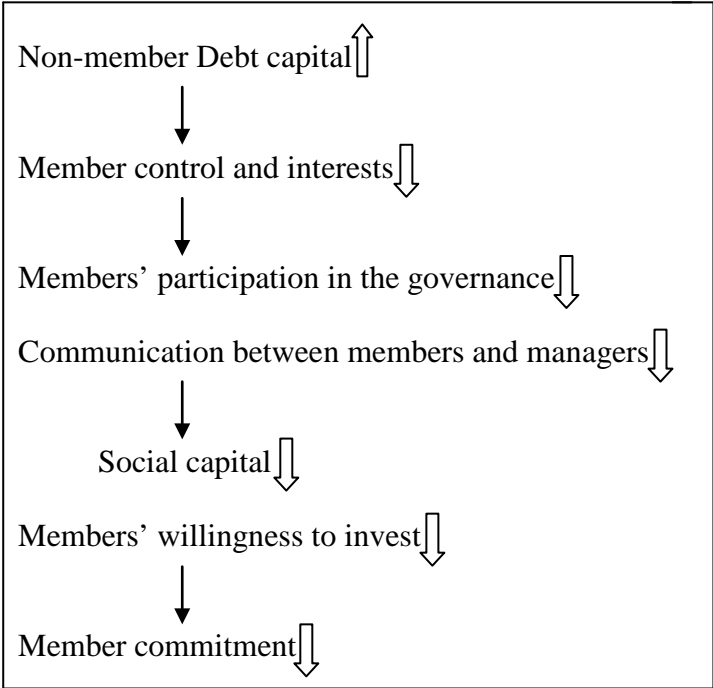 Non-member Debt capital
Member control and interests
Members’ participation in the governance
Communication between members and managers
Social capital
Members’ willingness to invest
Member commitment